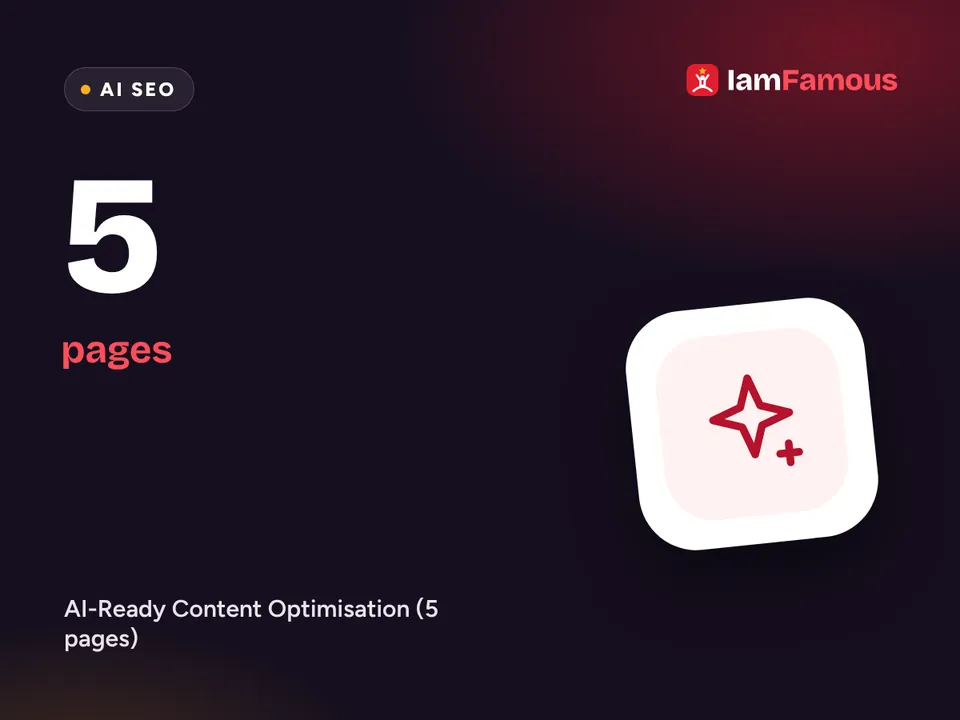 AI SEO
IamFamous
5
pages
AI-Ready Content Optimisation (5
pages)